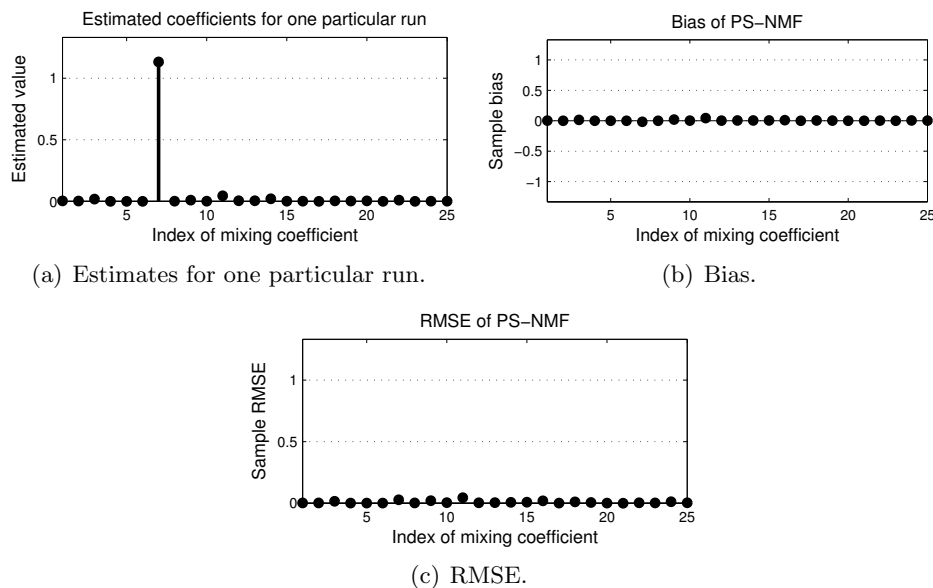 Estimated coefficients for one particular run
Estimated value
1
0.5
0
5 10 15 20 25
Index of mixing coefficient
(a) Estimates for one particular run.
Bias of PS−NMF
Sample bias
1
0.5
0
−0.5
−1
5 10 15 20 25
Index of mixing coefficient
(b) Bias.
RMSE of PS−NMF
Sample RMSE
1
0.5
0
5 10 15 20 25
Index of mixing coefficient
(c) RMSE.